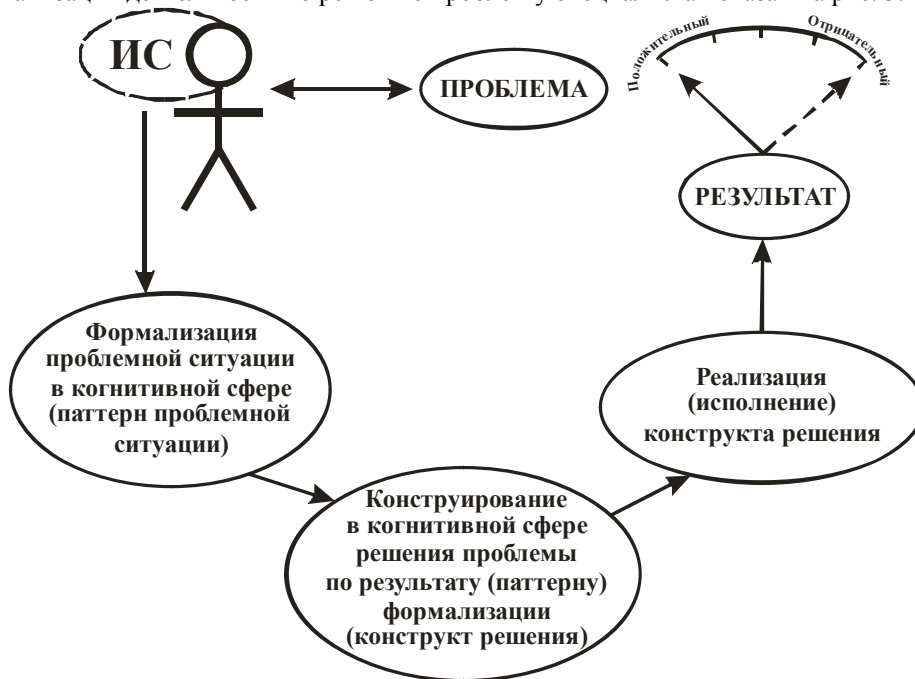 ИС
ПРОБЛЕМА
Положительный
Отрицательный
РЕЗУЛЬТАТ
Формализация
проблемной ситуации
в когнитивной сфере
(паттерн проблемной
ситуации)
Реализация
(исполнение)
конструкта решения
Конструирование
в когнитивной сфере
решения проблемы
по результату (паттерну)
формализации
(конструкт решения)